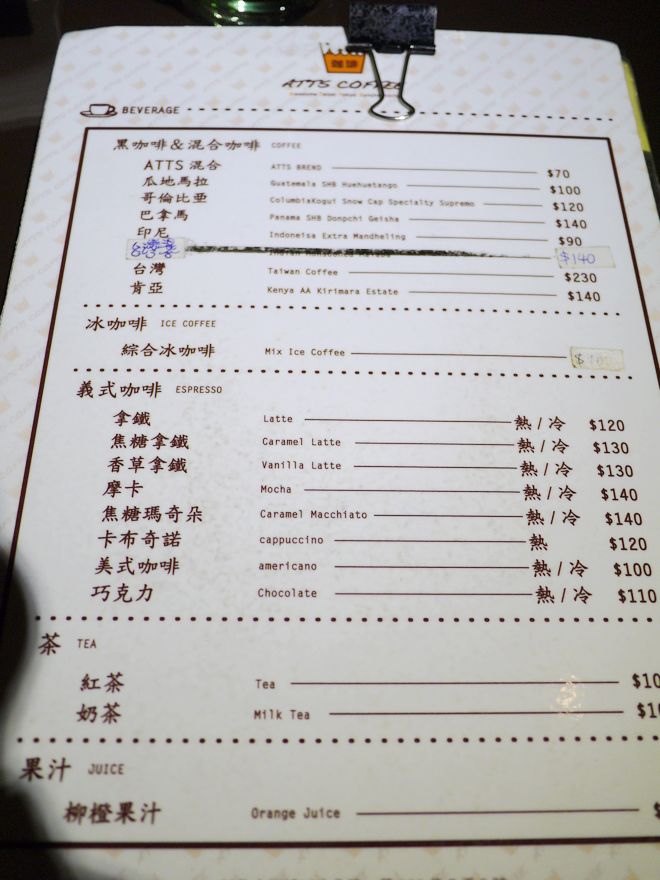 咖啡
ATTS COFFEE
BEVERAGE
黑咖啡&混合咖啡 COFFEE
ATTS 混合 ATTS BREND $70
瓜地馬拉 Guatemala SHB Huehuetango $100
哥倫比亞 ColumbiaKogui Snow Cap Specialty Supremo $120
巴拿馬 Panama SHB Donpchi Geisha $140
印尼 Indoneisa Extra Mandheling $90
$140
台灣 Taiwan Coffee $230
肯亞 Kenya AA Kirimara Estate $140
冰咖啡 ICE COFFEE
綜合冰咖啡 Mix Ice Coffee
義式咖啡 ESPRESSO
拿鐵 Latte 熱/冷 $120
焦糖拿鐵 Caramel Latte 熱/冷 $130
香草拿鐵 Vanilla Latte 熱/冷 $130
摩卡 Mocha 熱/冷 $140
焦糖瑪奇朵 Caramel Macchiato 熱/冷 $140
卡布奇諾 cappuccino 熱 $120
美式咖啡 americano 熱/冷 $100
巧克力 Chocolate 熱/冷 $110
茶 TEA
紅茶 Tea $10
奶茶 Milk Tea $1
果汁 JUICE
柳橙果汁 Orange Juice $